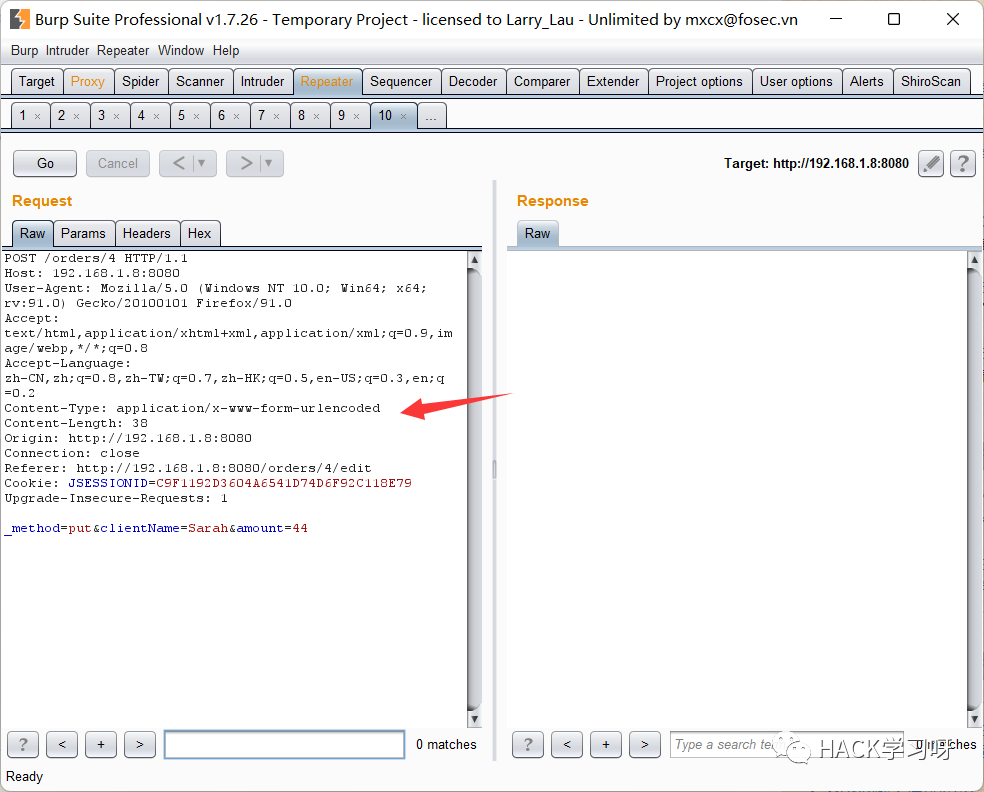 Burp Suite Professional v1.7.26 - Temporary Project - licensed to Larry_Lau - Unlimited by mxcx@fosec.vn
Burp Intruder Repeater Window Help
Target Proxy Spider Scanner Intruder Repeater Sequencer Decoder Comparer Extender Project options User options Alerts ShiroScan
1 × 2 × 3 × 4 × 5 × 6 × 7 × 8 × 9 × 10 × ...
Go Cancel < ▼ > ▼ Target: http://192.168.1.8:8080 ?
Request
Raw Params Headers Hex
POST /orders/4 HTTP/1.1
Host: 192.168.1.8:8080
User-Agent: Mozilla/5.0 (Windows NT 10.0; Win64; x64;
rv:91.0) Gecko/20100101 Firefox/91.0
Accept:
text/html,application/xhtml+xml,application/xml;q=0.9,im
age/webp,*/*;q=0.8
Accept-Language:
zh-CN,zh;q=0.8,zh-TW;q=0.7,zh-HK;q=0.5,en-US;q=0.3,en;q
=0.2
Content-Type: application/x-www-form-urlencoded
Content-Length: 38
Origin: http://192.168.1.8:8080
Connection: close
Referer: http://192.168.1.8:8080/orders/4/edit
Cookie: JSESSIONID=C9F1192D3604A6541D74D6F92C118E79
Upgrade-Insecure-Requests: 1
_method=put&clientName=Sarah&amount=44
? < + > 0 matches
Response
Raw
? < + > Type a search 0 matches
HACK学习呀
Ready